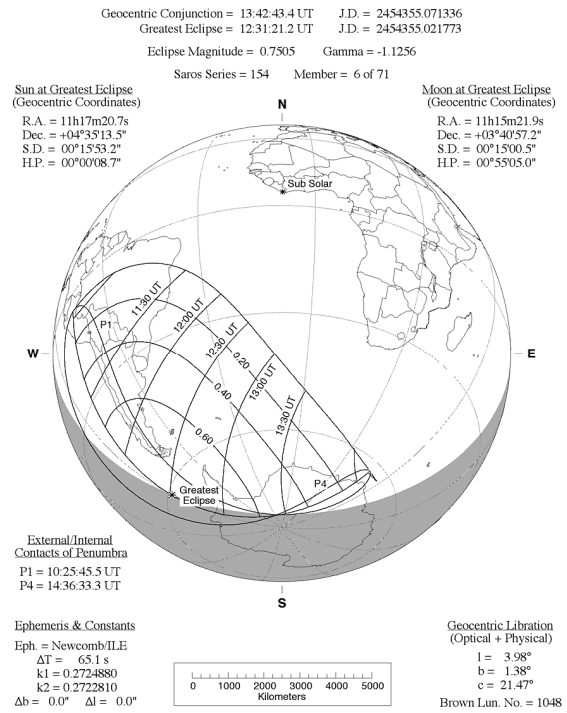 Geocentric Conjunction = 13:42:43.4 UT J.D. = 2454355.071336
Greatest Eclipse = 12:31:21.2 UT J.D. = 2454355.021773
Eclipse Magnitude = 0.7505 Gamma = -1.1256
Saros Series = 154 Member = 6 of 71
Sun at Greatest Eclipse
(Geocentric Coordinates)
R.A. = 11h17m20.7s
Dec. = +04°35'13.5"
S.D. = 00°15'53.2"
H.P. = 00°00'08.7"
Moon at Greatest Eclipse
(Geocentric Coordinates)
R.A. = 11h15m21.9s
Dec. = +03°40'57.2"
S.D. = 00°15'00.5"
H.P. = 00°55'05.0"
N
Sub Solar
W
E
P1
11:30 UT
12:00 UT
12:30 UT
13:00 UT
13:30 UT
0.20
0.40
0.60
P4
Greatest
Eclipse
S
External/Internal
Contacts of Penumbra
P1 = 10:25:45.5 UT
P4 = 14:36:33.3 UT
Ephemeris & Constants
Eph. = Newcomb/ILE
ΔT = 65.1 s
k1 = 0.2724880
k2 = 0.2722810
Δb = 0.0" Δl = 0.0"
0 1000 2000 3000 4000 5000
Kilometers
Geocentric Libration
(Optical + Physical)
l = 3.98°
b = 1.38°
c = 21.47°
Brown Lun. No. = 1048